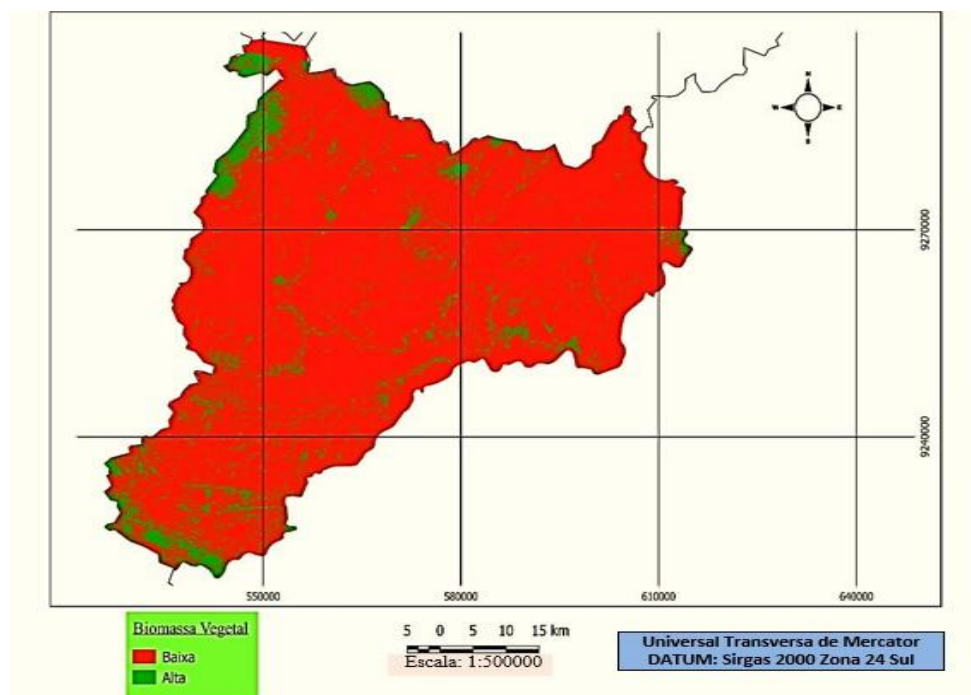 N
W E
S
9270000
9240000
550000 580000 610000 640000
Biomassa Vegetal
Baixa
Alta
5 0 5 10 15 km
Escala: 1:500000
Universal Transversa de Mercator
DATUM: Sirgas 2000 Zona 24 Sul